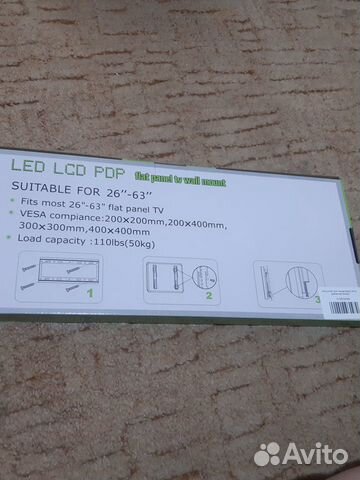 LED LCD PDP flat panel tv wall mount
SUITABLE FOR 26"-63"
• Fits most 26"-63" flat panel TV
• VESA compiance:200x200mm,200x400mm,
300x300mm,400x400mm
• Load capacity :110lbs(50kg)
1
2
3
Avito